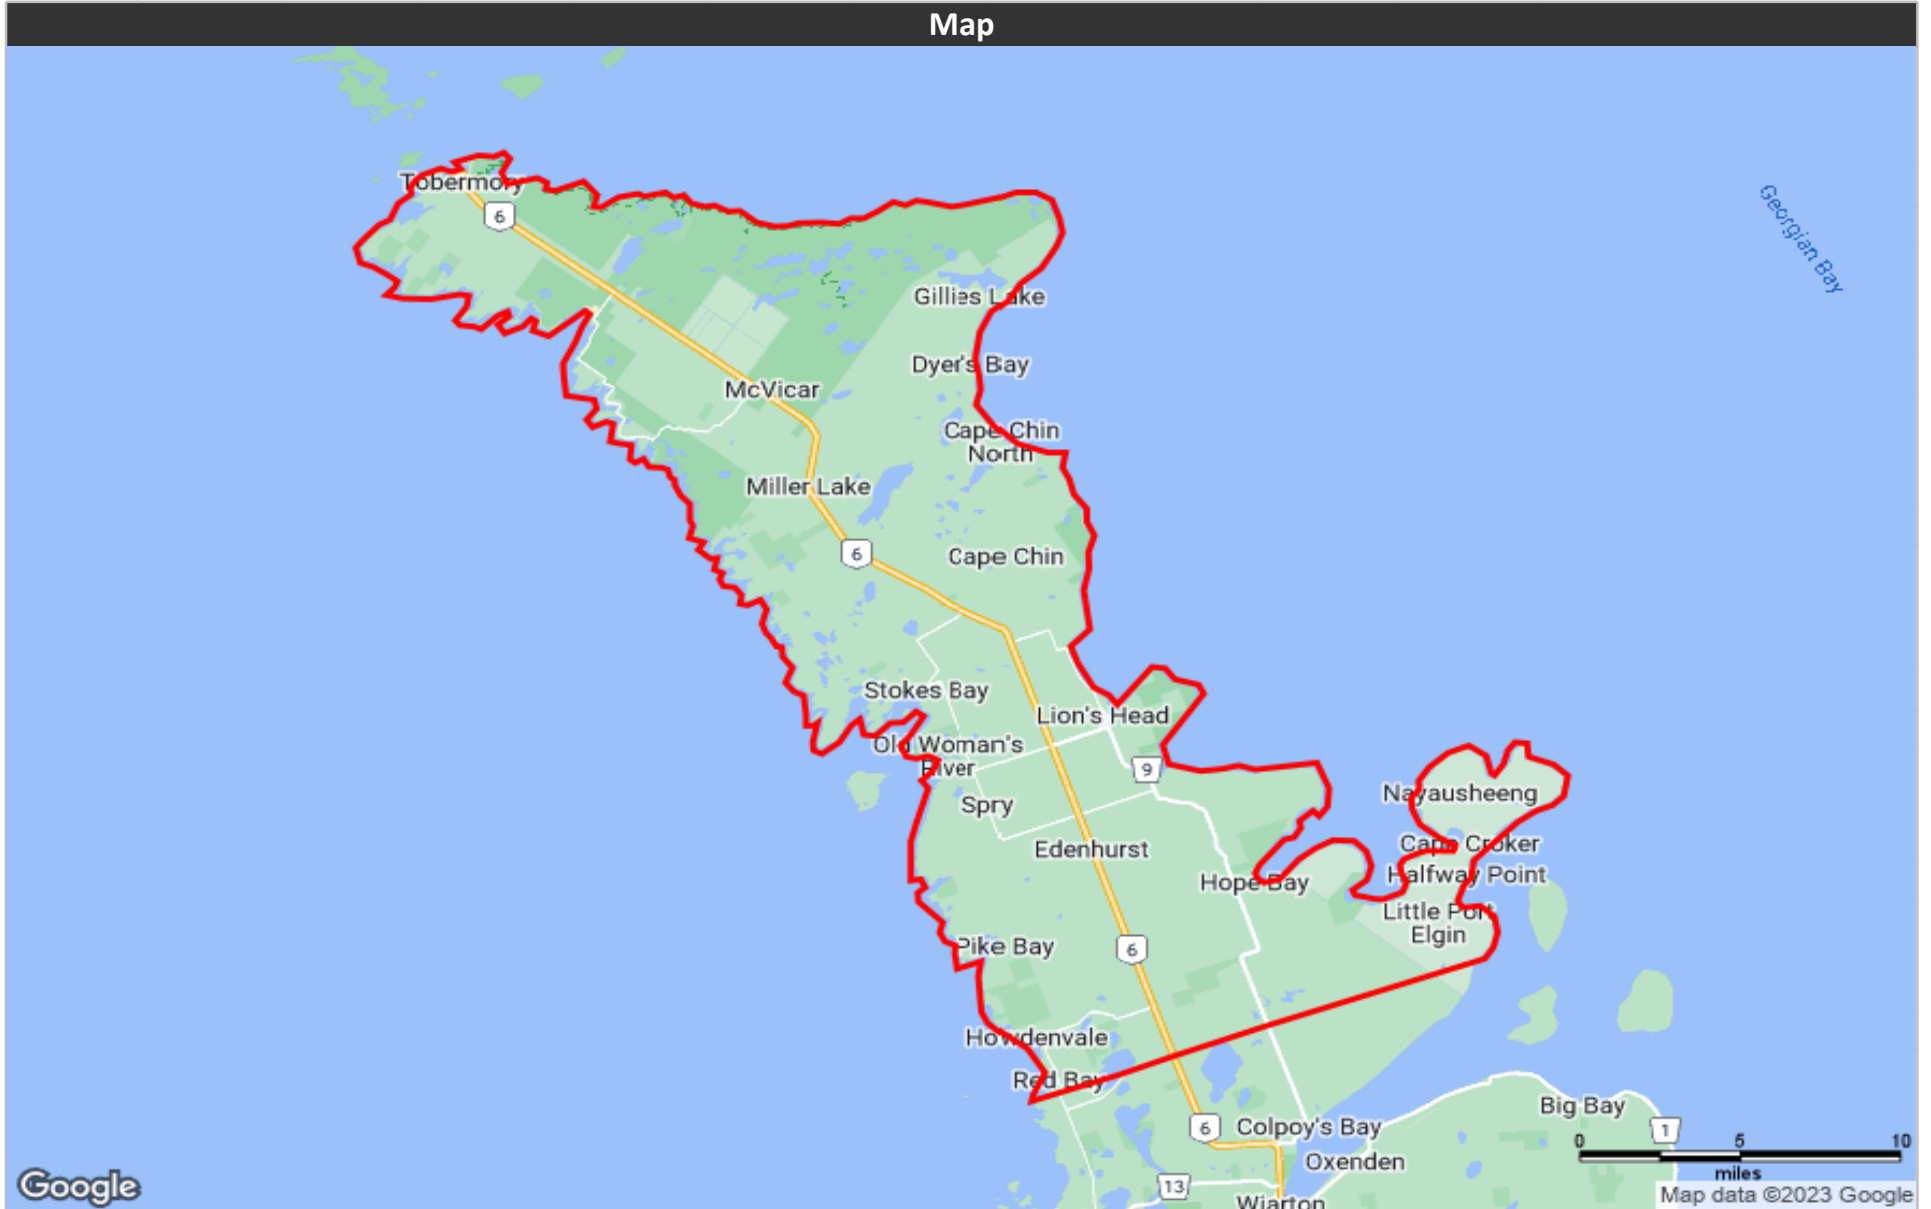 Map
Georgian Bay
Tobermory
6
Gillies Lake
Dyer's Bay
McVicar
Cape Chin
North
Miller Lake
6
Cape Chin
Stokes Bay
Lion's Head
Old Woman's
River
9
Spry
Nayausheeng
Edenhurst
Cape Croker
Hope Bay
Halfway Point
Little Port
Elgin
Pike Bay
6
Howdenvale
Red Bay
Big Bay
6
Colpoy's Bay
1
0 5 10
miles
Oxenden
13
Wiarton
Google
Map data ©2023 Google